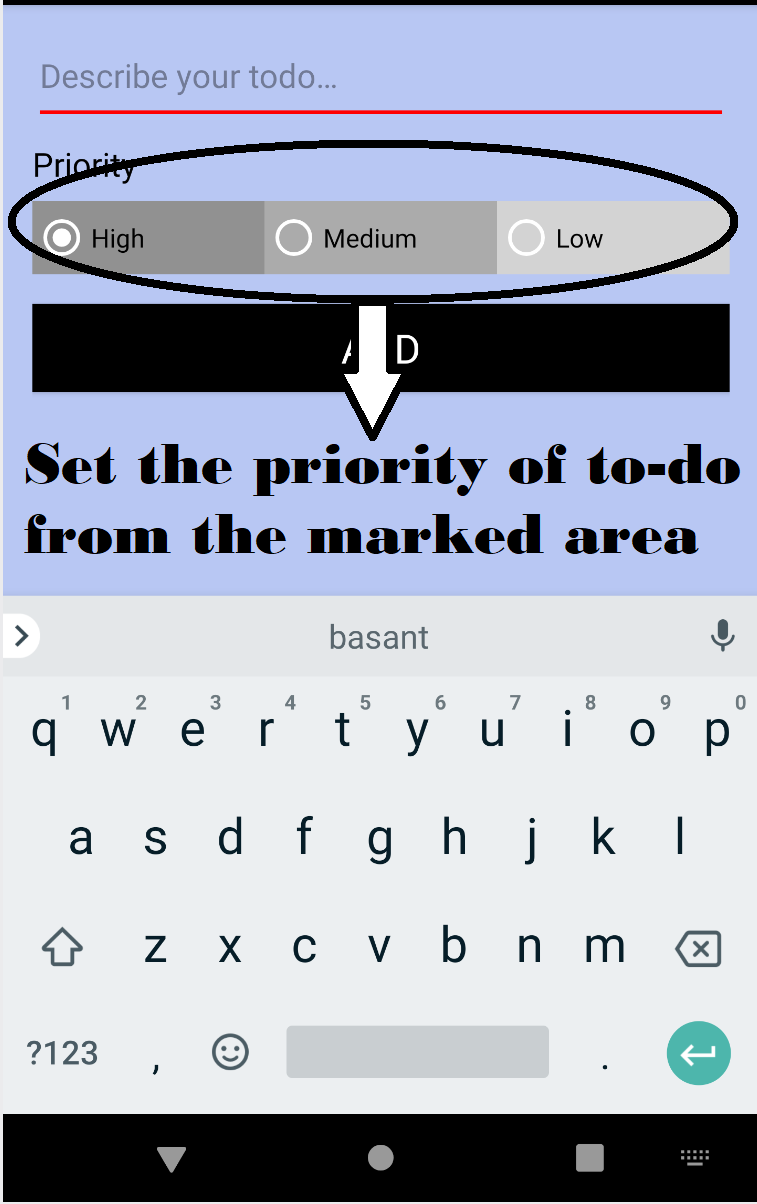 Describe your todo...
Priority
High Medium Low
A D
Set the priority of to-do
from the marked area
basant
1 2 3 4 5 6 7 8 9 0
q w e r t y u i o p
a s d f g h j k l
z x c v b n m
?123 , .